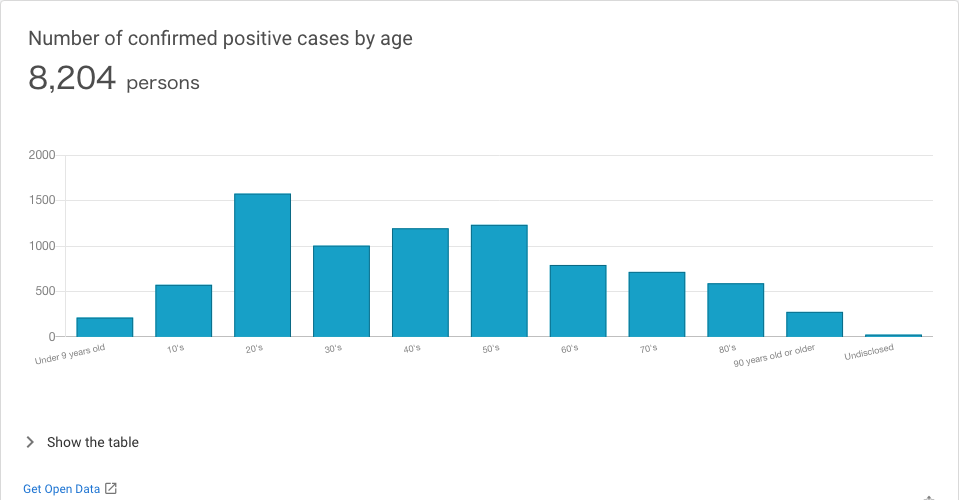 Number of confirmed positive cases by age
8,204 persons
2000
1500
1000
500
0
Under 9 years old
10's
20's
30's
40's
50's
60's
70's
80's
90 years old or older
Undisclosed
Show the table
Get Open Data